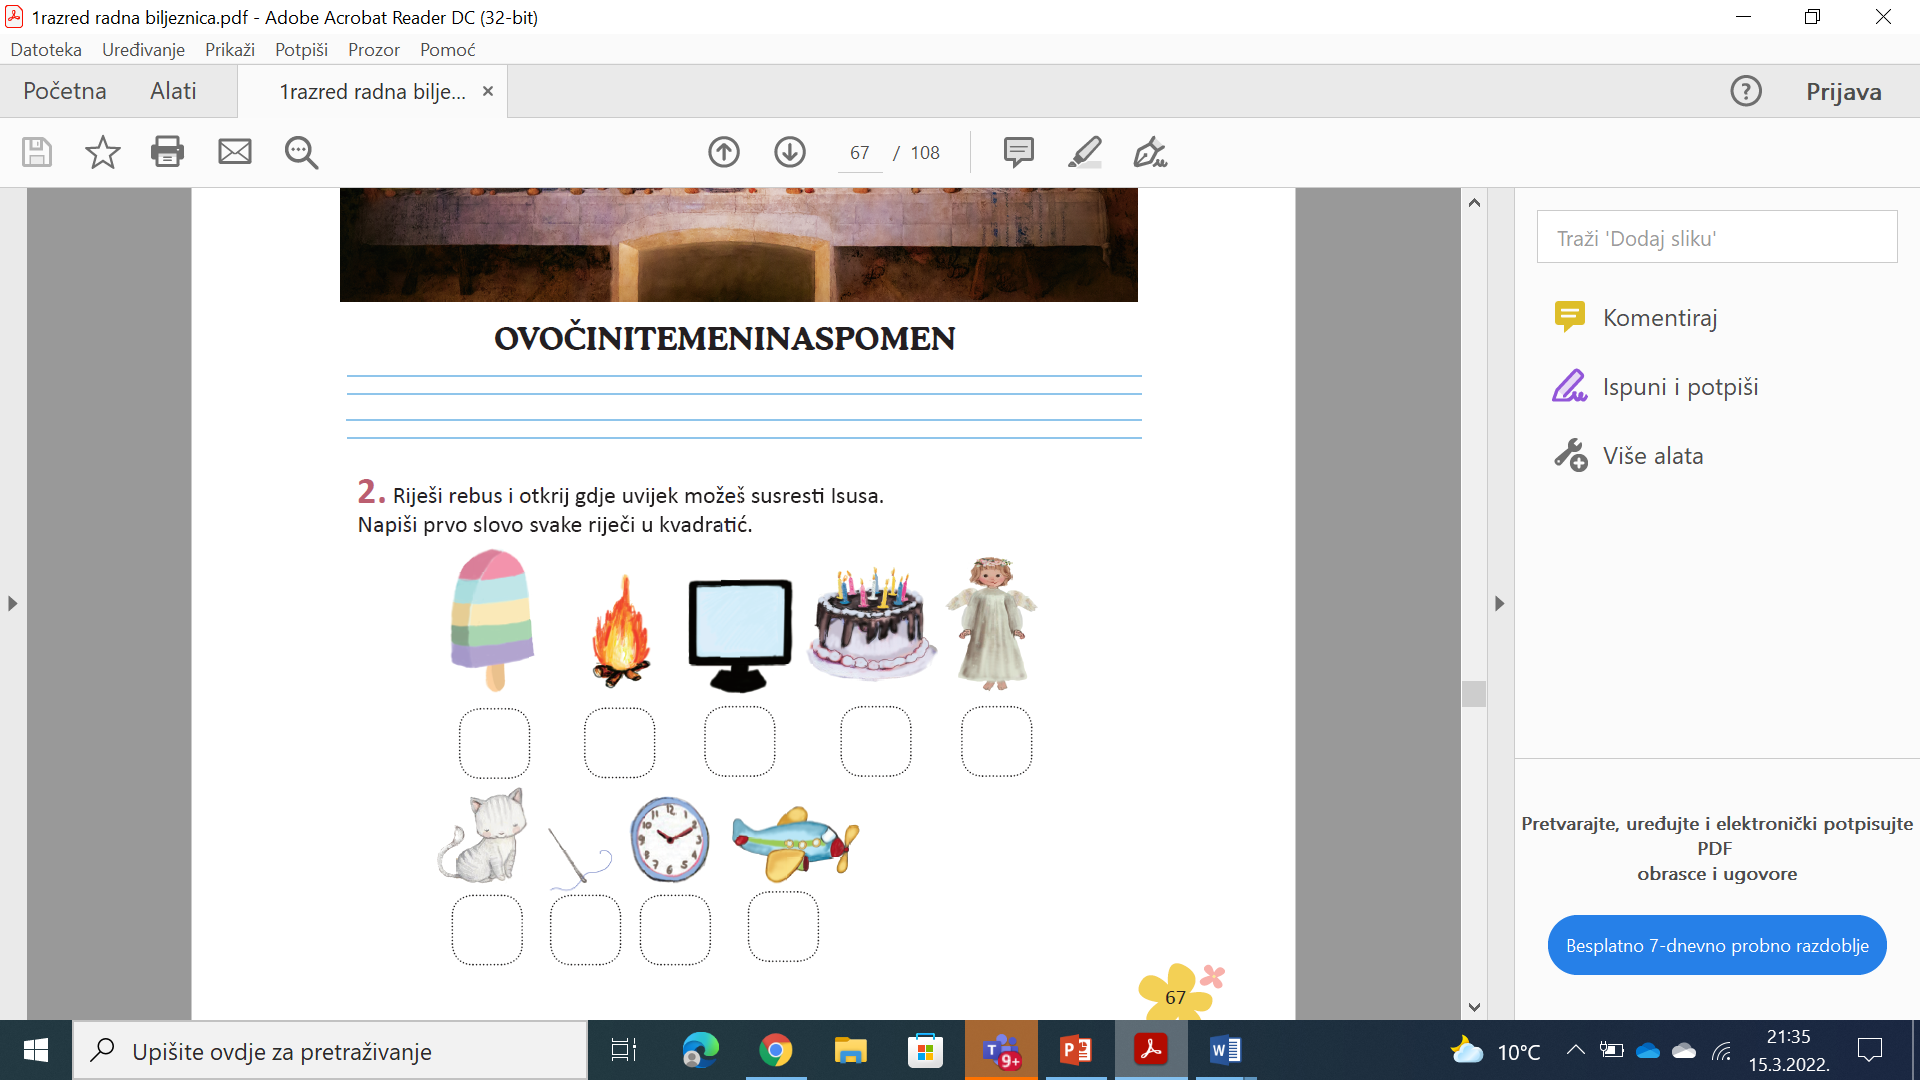 1razred radna biljeznica.pdf - Adobe Acrobat Reader DC (32-bit)
Datoteka Uređivanje Prikaži Potpiši Prozor Pomoć
Početna Alati 1razred radna bilje... × ? Prijava
67 / 108
OVOČINITEMENINASPOMEN
2. Riješi rebus i otkrij gdje uvijek možeš susresti Isusa.
Napiši prvo slovo svake riječi u kvadratić.
67
Traži 'Dodaj sliku'
Komentiraj
Ispuni i potpiši
Više alata
Pretvarajte, uređujte i elektronički potpisujte
PDF
obrasce i ugovore
Besplatno 7-dnevno probno razdoblje
Upišite ovdje za pretraživanje
9+
10°C
21:35
15.3.2022.